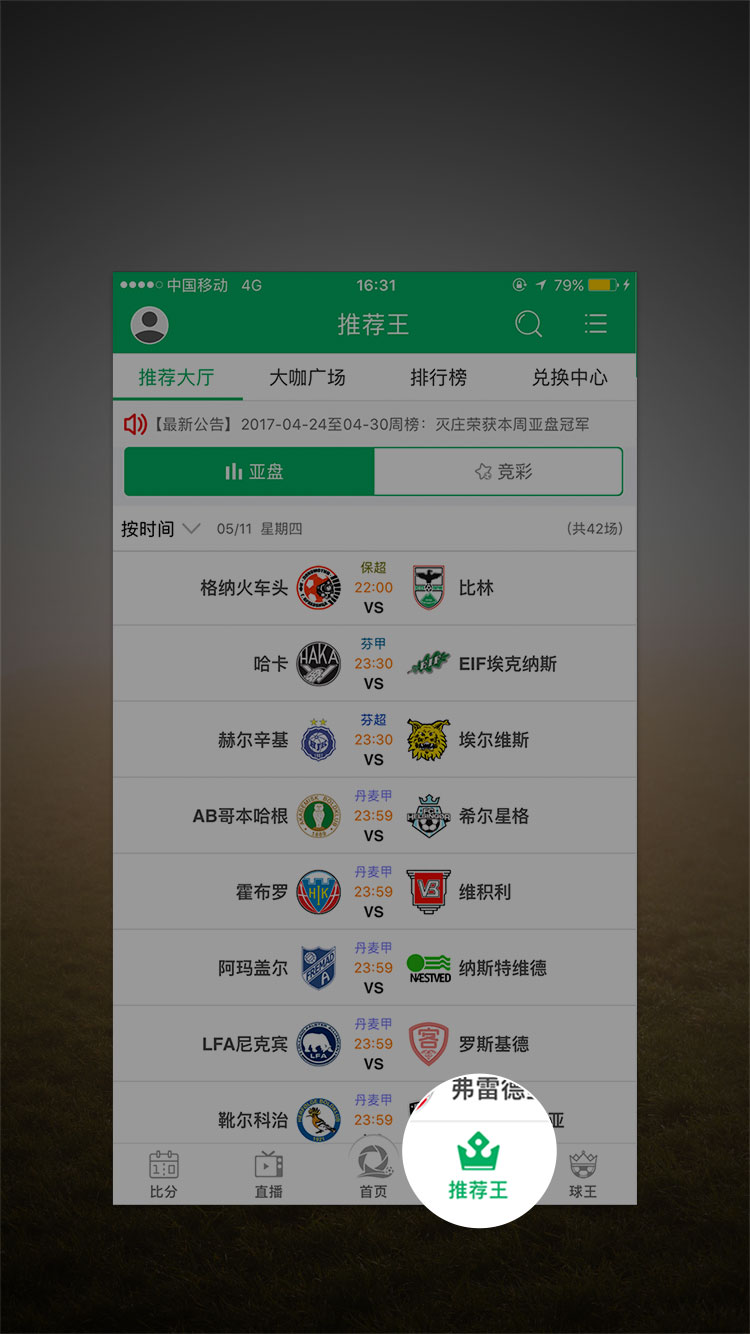 中国移动 4G 16:31 79%
推荐王
推荐大厅 大咖广场 排行榜 兑换中心
【最新公告】2017-04-24至04-30周榜：灭庄荣获本周亚盘冠军
亚盘 竞彩
按时间 05/11 星期四 (共42场)
保超
格纳火车头 22:00 比林
VS
芬甲
哈卡 HAKA 23:30 EIF埃克纳斯
VS
芬超
赫尔辛基 23:30 埃尔维斯
VS
丹麦甲
AB哥本哈根 23:59 希尔星格
VS
丹麦甲
霍布罗 HIK 23:59 VB 维积利
VS
丹麦甲
阿玛盖尔 FREMAD A 23:59 NÆSTVED 纳斯特维德
VS
丹麦甲
LFA尼克宾 LFA 23:59 客 罗斯基德
VS
丹麦甲
靴尔科治 23:59 弗雷德 亚
比分 直播 首页 推荐王 球王